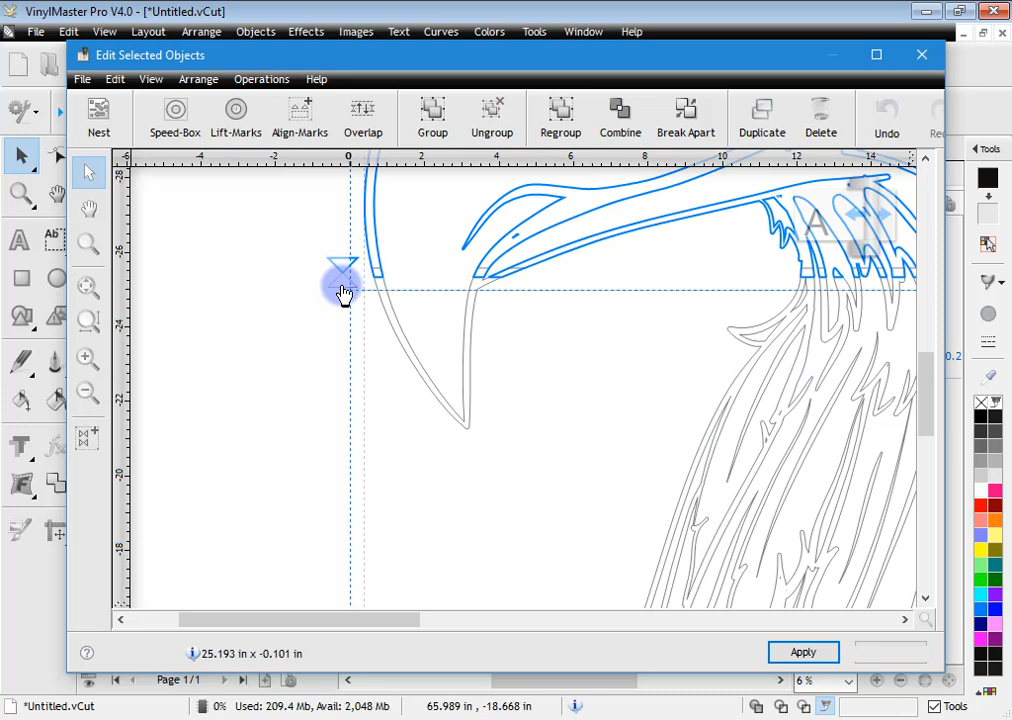 VinylMaster Pro V4.0 - [*Untitled.vCut]
File Edit View Layout Arrange Objects Effects Images Text Curves Colors Tools Window Help
Edit Selected Objects
File Edit View Arrange Operations Help
Nest Speed-Box Lift-Marks Align-Marks Overlap Group Ungroup Regroup Combine Break Apart Duplicate Delete Undo
Tools
-6 -4 -2 0 2 4 6 8 10 12 14
-28
-26
-24
-22
-20
-18
A
0.2
25.193 in x -0.101 in
Apply
Page 1/1
6 %
*Untitled.vCut
0% Used: 209.4 Mb, Avail: 2,048 Mb
65.989 in , -18.668 in
Tools